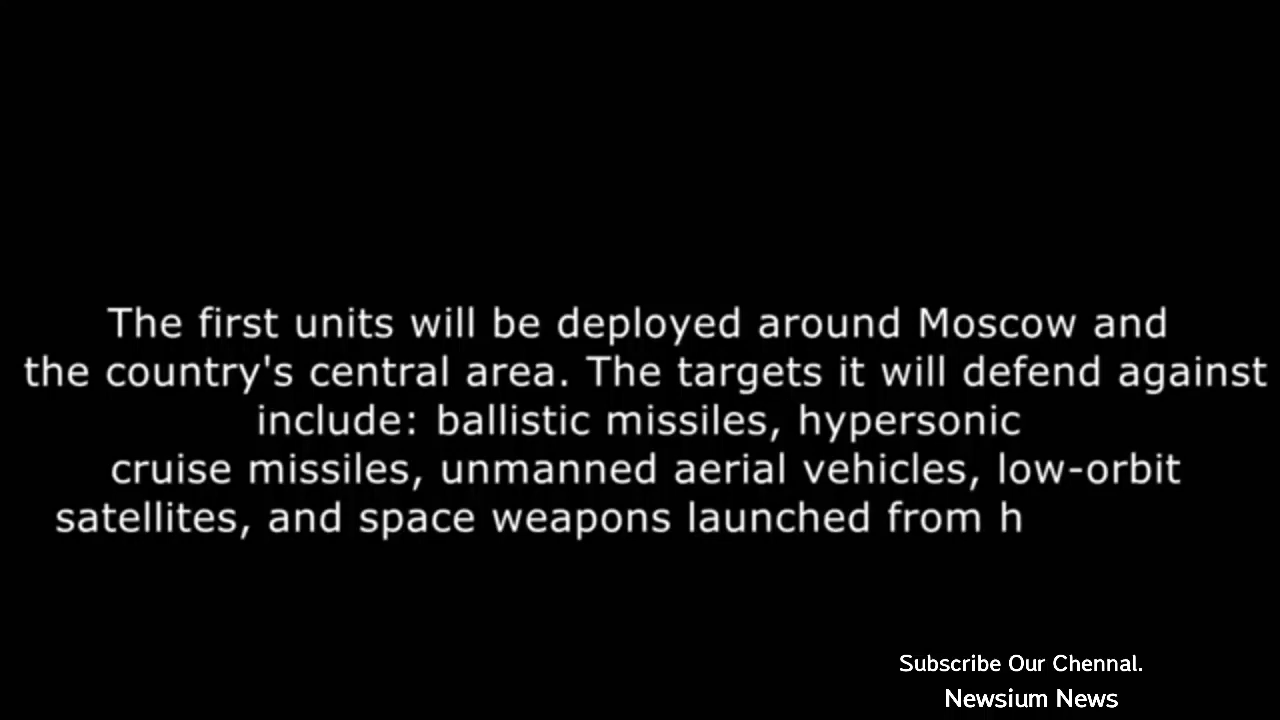 The first units will be deployed around Moscow and
the country's central area. The targets it will defend against
include: ballistic missiles, hypersonic
cruise missiles, unmanned aerial vehicles, low-orbit
satellites, and space weapons launched from h
Subscribe Our Chennal.
Newsium News